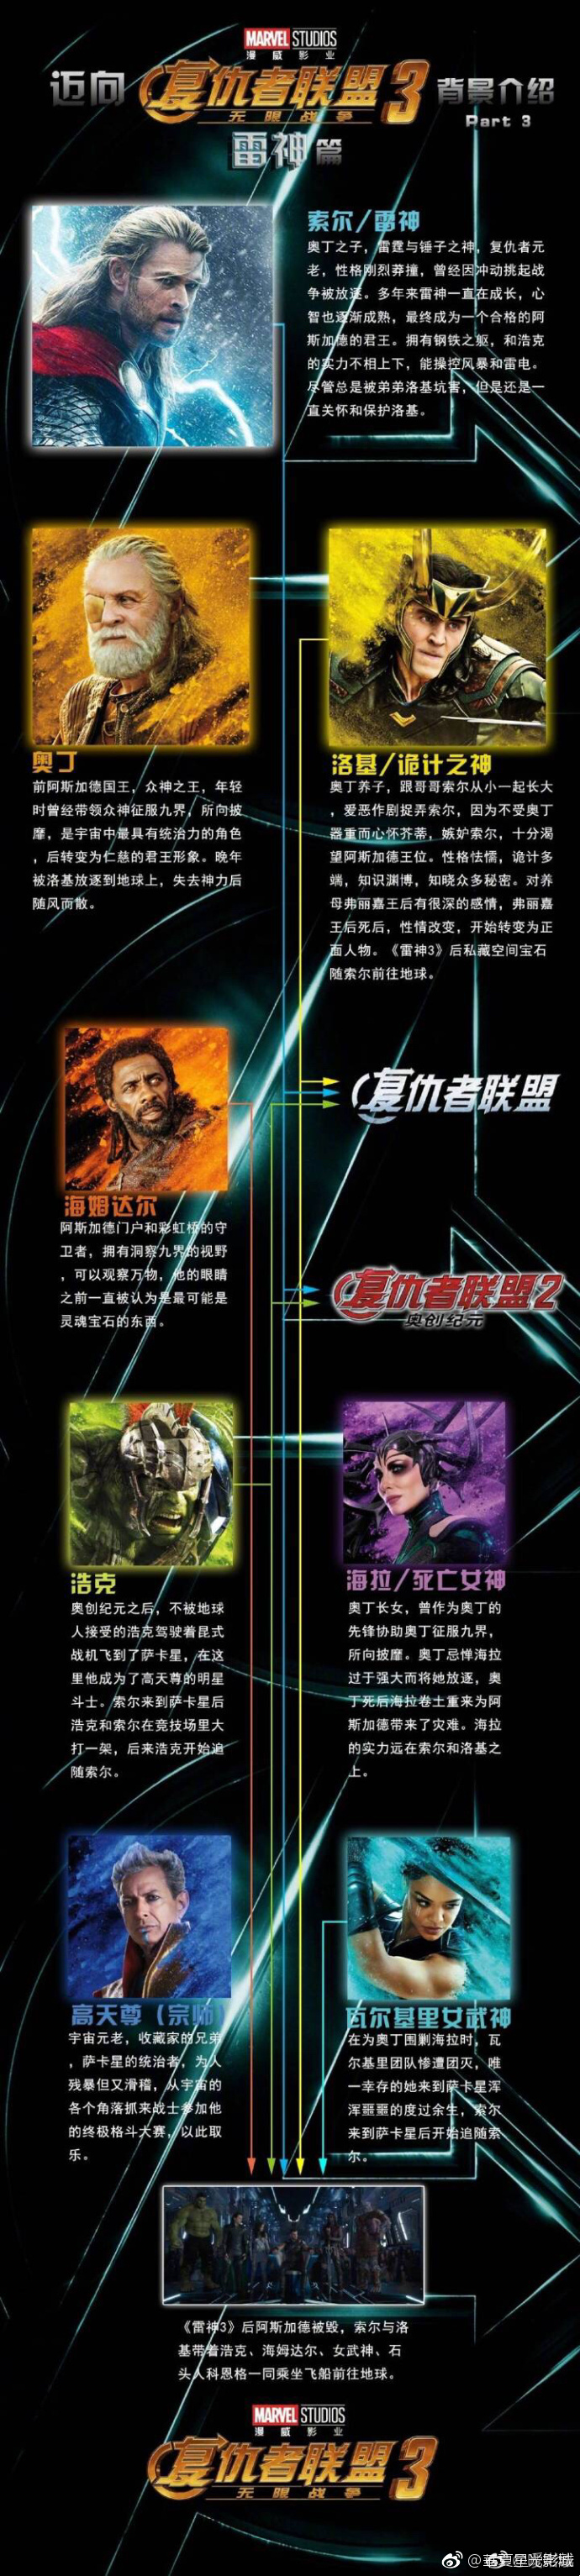 MARVEL STUDIOS
漫威影业
迈向 复仇者联盟3 背景介绍
无限战争
Part 3
雷神篇
索尔/雷神
奥丁之子，雷霆与锤子之神，复仇者元
老，性格刚烈莽撞，曾经因冲动挑起战
争被放逐。多年来雷神一直在成长，心
智也逐渐成熟，最终成为一个合格的阿
斯加德的君王。拥有钢铁之躯，和浩克
的实力不相上下，能操控风暴和雷电。
尽管总是被弟弟洛基坑害，但是还是一
直关怀和保护洛基。
奥丁
前阿斯加德国王，众神之王，年轻
时曾经带领众神征服九界，所向披
靡，是宇宙中最具有统治力的角色
，后转变为仁慈的君王形象。晚年
被洛基放逐到地球上，失去神力后
随风而散。
洛基/诡计之神
奥丁养子，跟哥哥索尔从小一起长大
，爱恶作剧捉弄索尔，因为不受奥丁
器重而心怀芥蒂，嫉妒索尔，十分渴
望阿斯加德王位。性格怯懦，诡计多
端，知识渊博，知晓众多秘密。对养
母弗丽嘉王后有很深的感情，弗丽嘉
王后死后，性情改变，开始转变为正
面人物。《雷神3》后私藏空间宝石
随索尔前往地球。
复仇者联盟
海姆达尔
阿斯加德门户和彩虹桥的守
卫者，拥有洞察九界的视野
，可以观察万物，他的眼睛
之前一直被认为是最可能是
灵魂宝石的东西。
复仇者联盟2
奥创纪元
浩克
奥创纪元之后，不被地球
人接受的浩克驾驶着昆式
战机飞到了萨卡星，在这
里他成为了高天尊的明星
斗士。索尔来到萨卡星后
浩克和索尔在竞技场里大
打一架，后来浩克开始追
随索尔。
海拉/死亡女神
奥丁长女，曾作为奥丁的
先锋协助奥丁征服九界，
所向披靡。奥丁忌惮海拉
过于强大而将她放逐，奥
丁死后海拉卷土重来为阿
斯加德带来了灾难。海拉
的实力远在索尔和洛基之
上。
高天尊（宗师）
宇宙元老，收藏家的兄弟
，萨卡星的统治者，为人
残暴但又滑稽，从宇宙的
各个角落抓来战士参加他
的终极格斗大赛，以此取
乐。
瓦尔基里女武神
在为奥丁围剿海拉时，瓦
尔基里团队惨遭团灭，唯
一幸存的她来到萨卡星浑
浑噩噩的度过余生，索尔
来到萨卡星后开始追随索
尔。
《雷神3》后阿斯加德被毁，索尔与洛
基带着浩克、海姆达尔、女武神、石
头人科恩格一同乘坐飞船前往地球。
MARVEL STUDIOS
漫威影业
复仇者联盟3
无限战争
星光影城